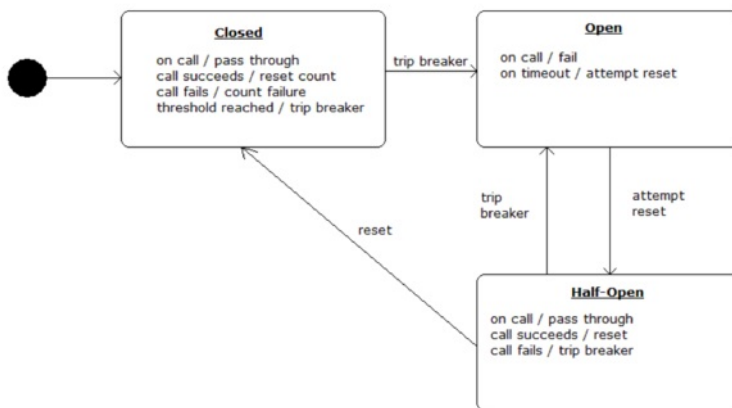 Closed
on call / pass through
call succeeds / reset count
call fails / count failure
threshold reached / trip breaker
trip breaker
Open
on call / fail
on timeout / attempt reset
trip
breaker
attempt
reset
reset
Half-Open
on call / pass through
call succeeds / reset
call fails / trip breaker